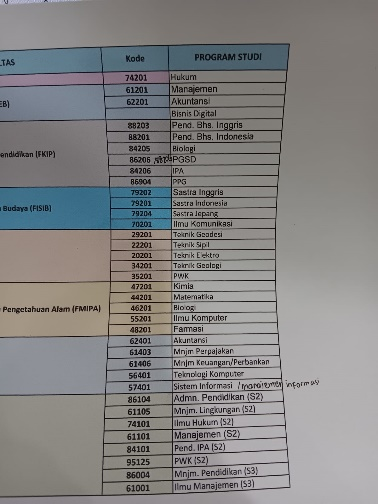 LTAS Kode PROGRAM STUDI
74201 Hukum
61201 Manajemen
EB) 62201 Akuntansi
Bisnis Digital
88203 Pend. Bhs. Inggris
88201 Pend. Bhs. Indonesia
84205 Biologi
endidikan (FKIP) 86206 PGSD
84206 IPA
86904 PPG
79202 Sastra Inggris
Budaya (FISIB) 79201 Sastra Indonesia
79204 Sastra Jepang
70201 Ilmu Komunikasi
29201 Teknik Geodesi
22201 Teknik Sipil
20201 Teknik Elektro
34201 Teknik Geologi
35201 PWK
47201 Kimia
44201 Matematika
Pengetahuan Alam (FMIPA) 46201 Biologi
55201 Ilmu Komputer
48201 Farmasi
62401 Akuntansi
61403 Mnjm Perpajakan
61406 Mnjm Keuangan/Perbankan
56401 Teknologi Komputer
57401 Sistem Informasi / manajemen informasi
86104 Admn. Pendidikan (S2)
61105 Mnjm. Lingkungan (S2)
74101 Ilmu Hukum (S2)
61101 Manajemen (S2)
84101 Pend. IPA (S2)
95125 PWK (S2)
86004 Mnjm. Pendidikan (S3)
61001 Ilmu Manajemen (S3)